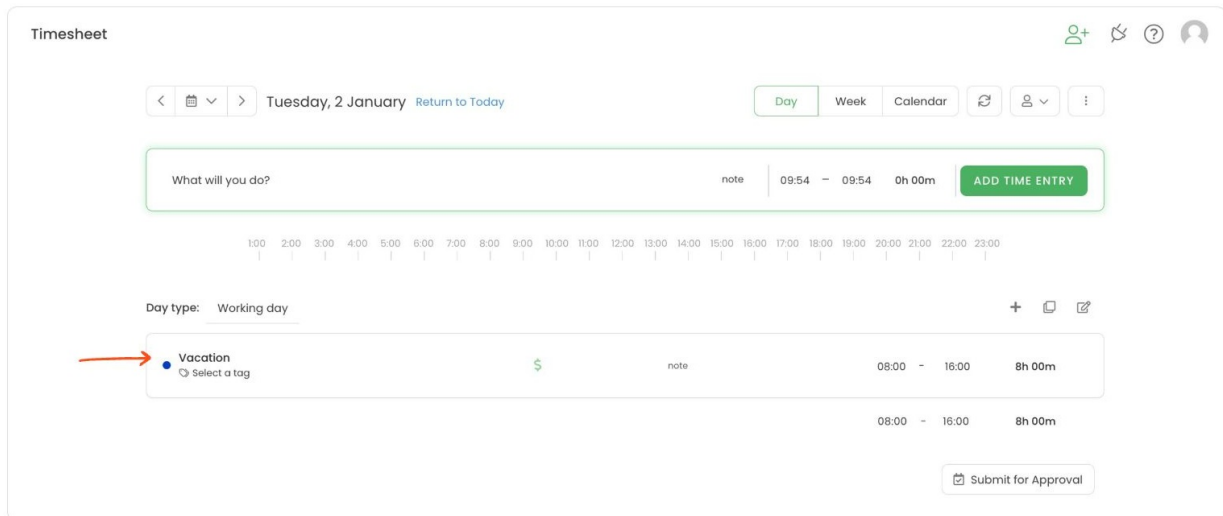 Timesheet
Tuesday, 2 January Return to Today Day Week Calendar
What will you do? note 09:54 – 09:54 0h 00m ADD TIME ENTRY
1:00 2:00 3:00 4:00 5:00 6:00 7:00 8:00 9:00 10:00 11:00 12:00 13:00 14:00 15:00 16:00 17:00 18:00 19:00 20:00 21:00 22:00 23:00
Day type: Working day
Vacation
Select a tag $ note 08:00 - 16:00 8h 00m
08:00 - 16:00 8h 00m
Submit for Approval